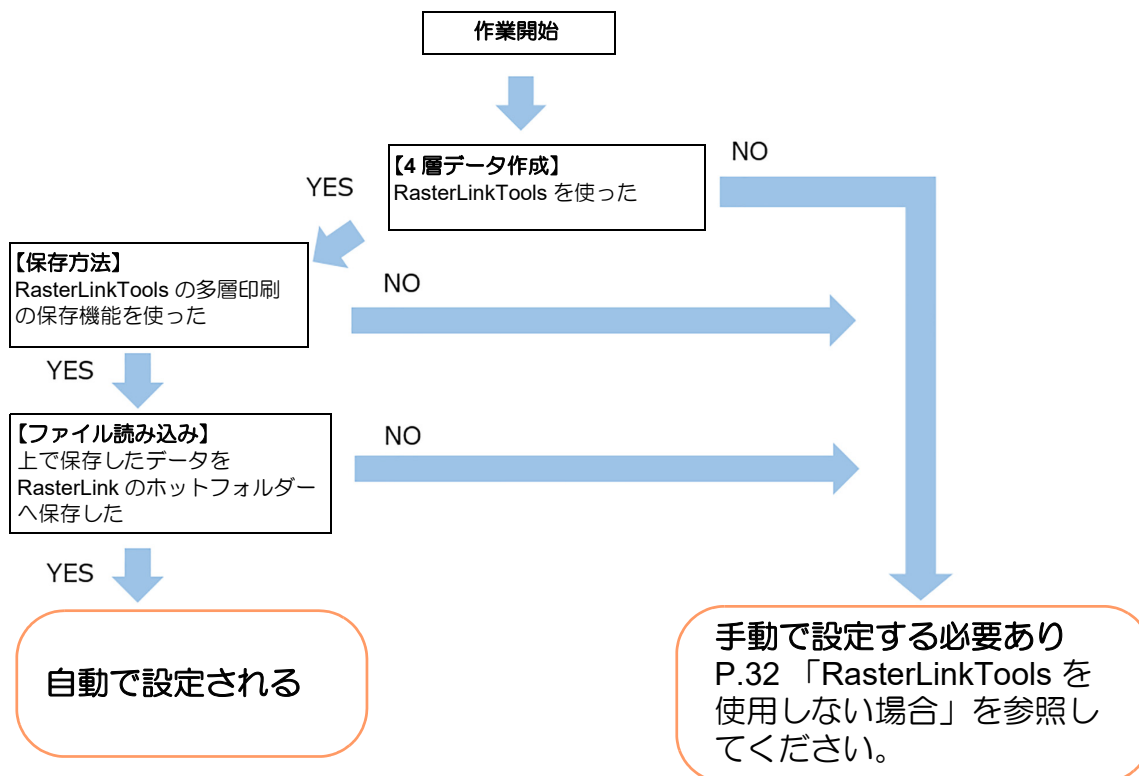 作業開始
【4 層データ作成】
RasterLinkTools を使った
NO
YES
【保存方法】
RasterLinkTools の多層印刷
の保存機能を使った
NO
YES
【ファイル読み込み】
上で保存したデータを
RasterLink のホットフォルダー
へ保存した
NO
YES
自動で設定される
手動で設定する必要あり
P.32 「RasterLinkTools を
使用しない場合」を参照し
てください。